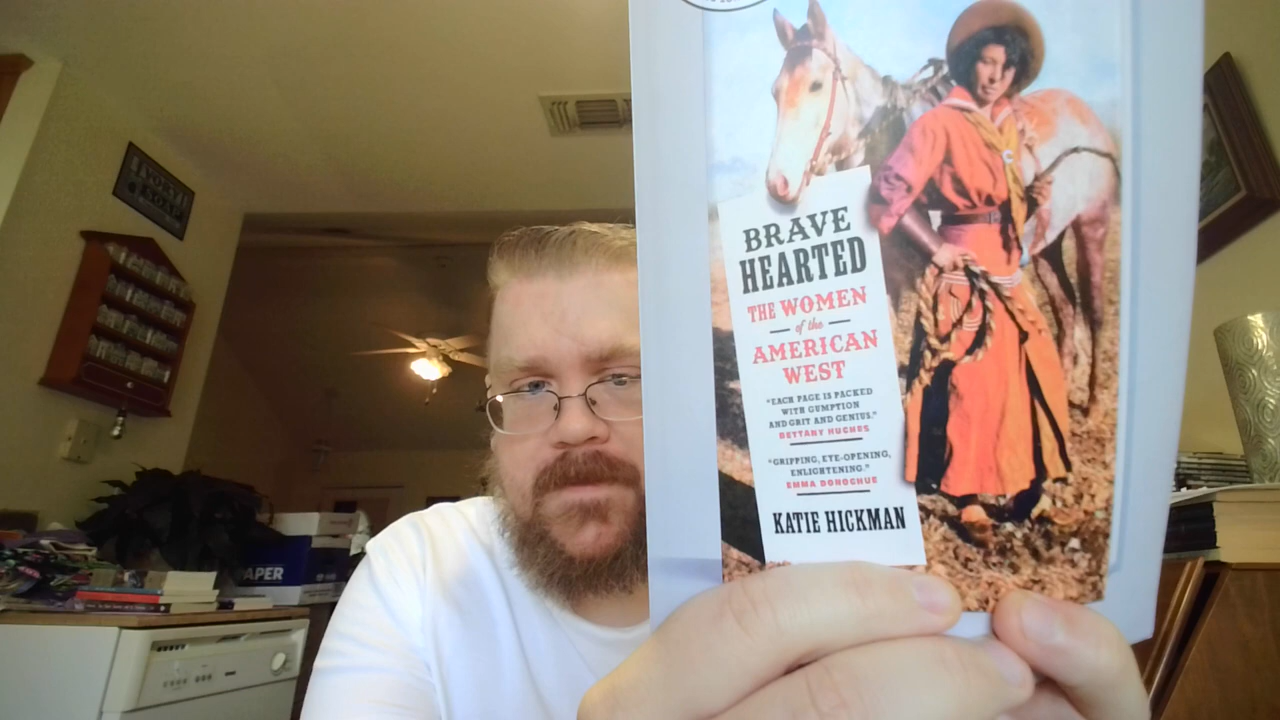 BRAVE
HEARTED
THE WOMEN
of the
AMERICAN
WEST
"EACH PAGE IS PACKED
WITH GUMPTION
AND GRIT AND GENIUS."
BETTANY HUGHES
"GRIPPING, EYE-OPENING,
ENLIGHTENING."
EMMA DONOGHUE
KATIE HICKMAN
PAPER